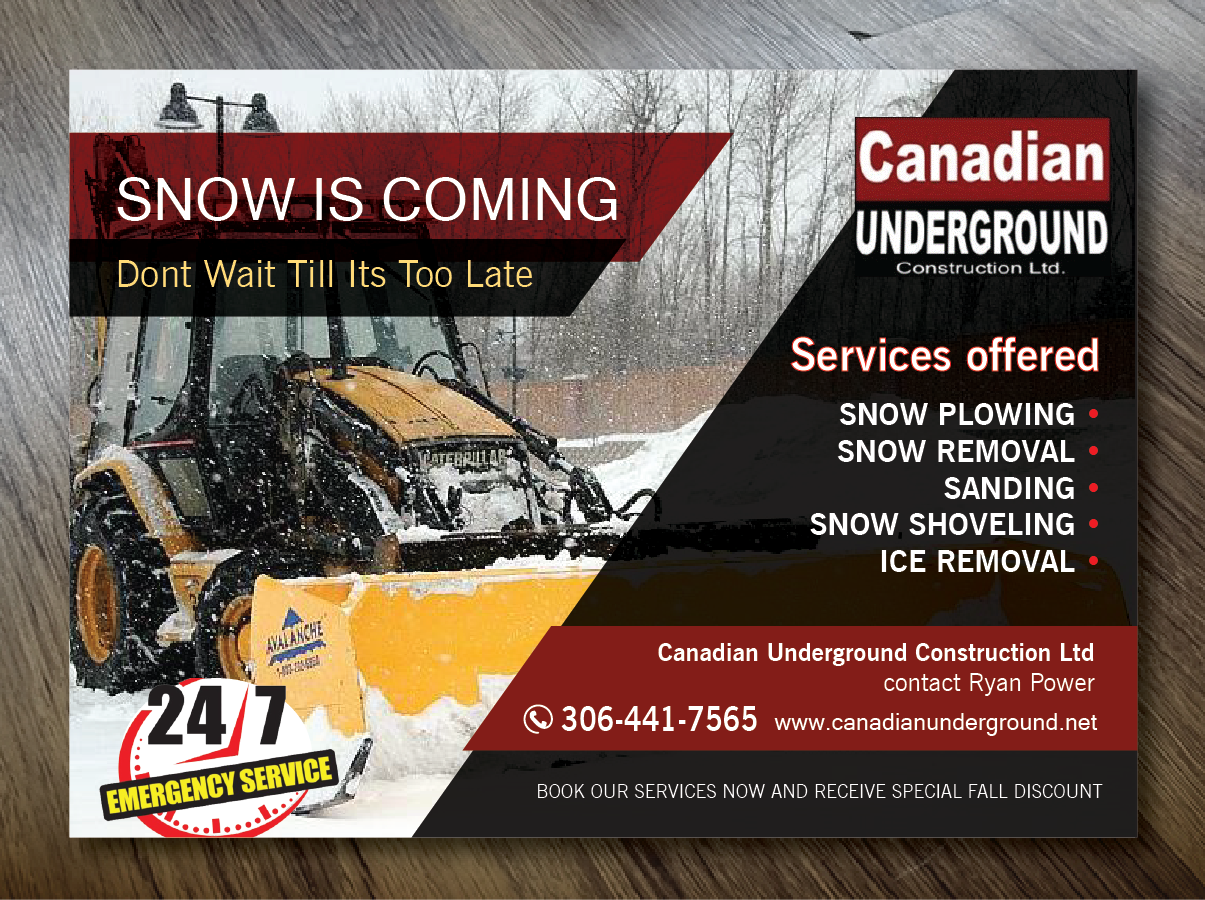 SNOW IS COMING
Dont Wait Till Its Too Late
Canadian
UNDERGROUND
Construction Ltd.
Services offered
SNOW PLOWING •
SNOW REMOVAL •
SANDING •
SNOW SHOVELING •
ICE REMOVAL •
CATERPILLAR
AVALANCHE
24/7
EMERGENCY SERVICE
Canadian Underground Construction Ltd
contact Ryan Power
306-441-7565 www.canadianunderground.net
BOOK OUR SERVICES NOW AND RECEIVE SPECIAL FALL DISCOUNT